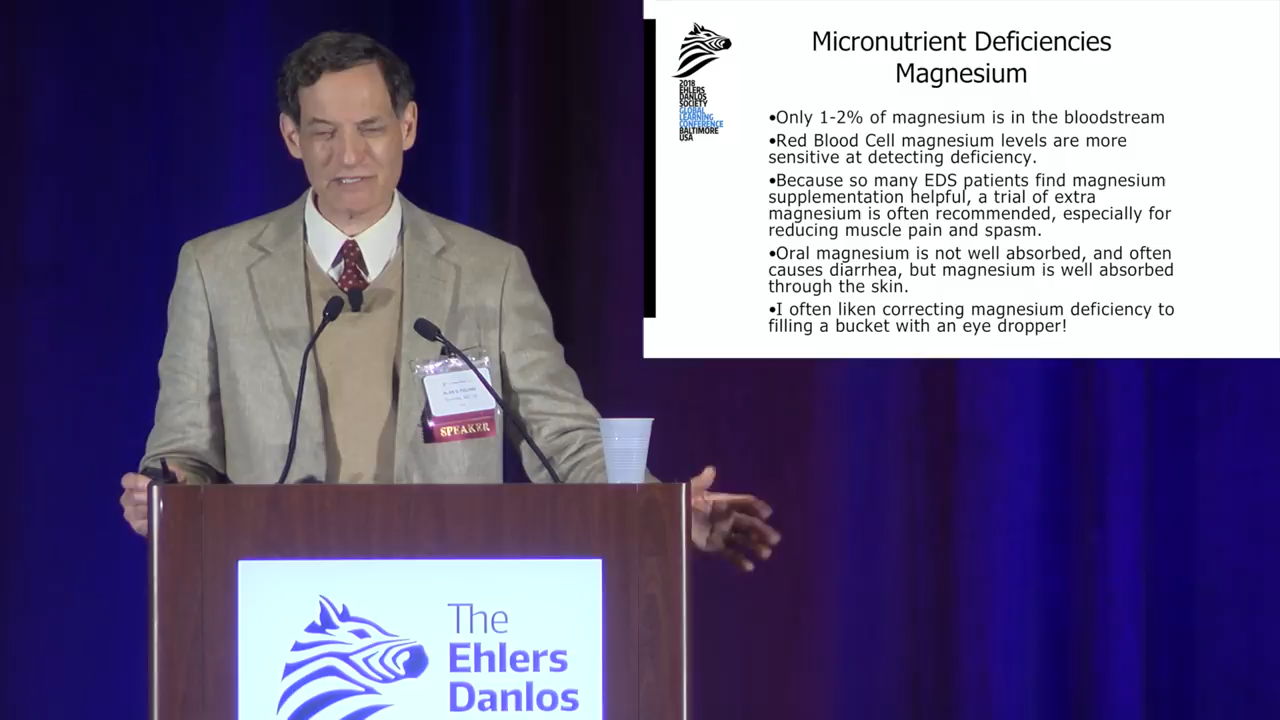 Micronutrient Deficiencies
Magnesium
2018
EHLERS
DANLOS
SOCIETY
GLOBAL
LEARNING
CONFERENCE
BALTIMORE
USA
•Only 1-2% of magnesium is in the bloodstream
•Red Blood Cell magnesium levels are more
sensitive at detecting deficiency.
•Because so many EDS patients find magnesium
supplementation helpful, a trial of extra
magnesium is often recommended, especially for
reducing muscle pain and spasm.
•Oral magnesium is not well absorbed, and often
causes diarrhea, but magnesium is well absorbed
through the skin.
•I often liken correcting magnesium deficiency to
filling a bucket with an eye dropper!
SPEAKER
The
Ehlers
Danlos